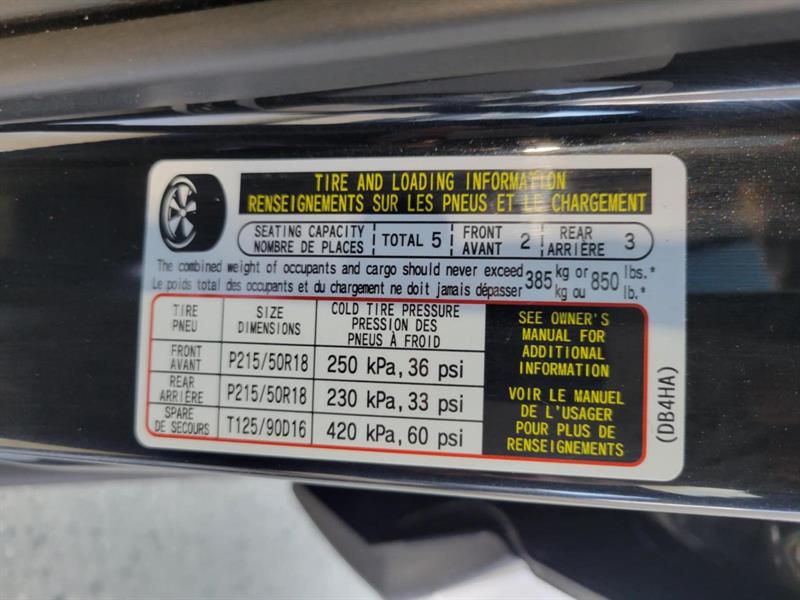 TIRE AND LOADING INFORMATION
RENSEIGNEMENTS SUR LES PNEUS ET LE CHARGEMENT
SEATING CAPACITY
NOMBRE DE PLACES
TOTAL 5
FRONT
AVANT
2
REAR
ARRIÈRE
3
The combined weight of occupants and cargo should never exceed 385 kg or 850 lbs.*
Le poids total des occupants et du chargement ne doit jamais dépasser kg ou lb.*
TIRE
PNEU
SIZE
DIMENSIONS
COLD TIRE PRESSURE
PRESSION DES
PNEUS À FROID
FRONT
AVANT
P215/50R18
250 kPa, 36 psi
REAR
ARRIÈRE
P215/50R18
230 kPa, 33 psi
SPARE
DE SECOURS
T125/90D16
420 kPa, 60 psi
SEE OWNER'S
MANUAL FOR
ADDITIONAL
INFORMATION
VOIR LE MANUEL
DE L'USAGER
POUR PLUS DE
RENSEIGNEMENTS
(DB4HA)